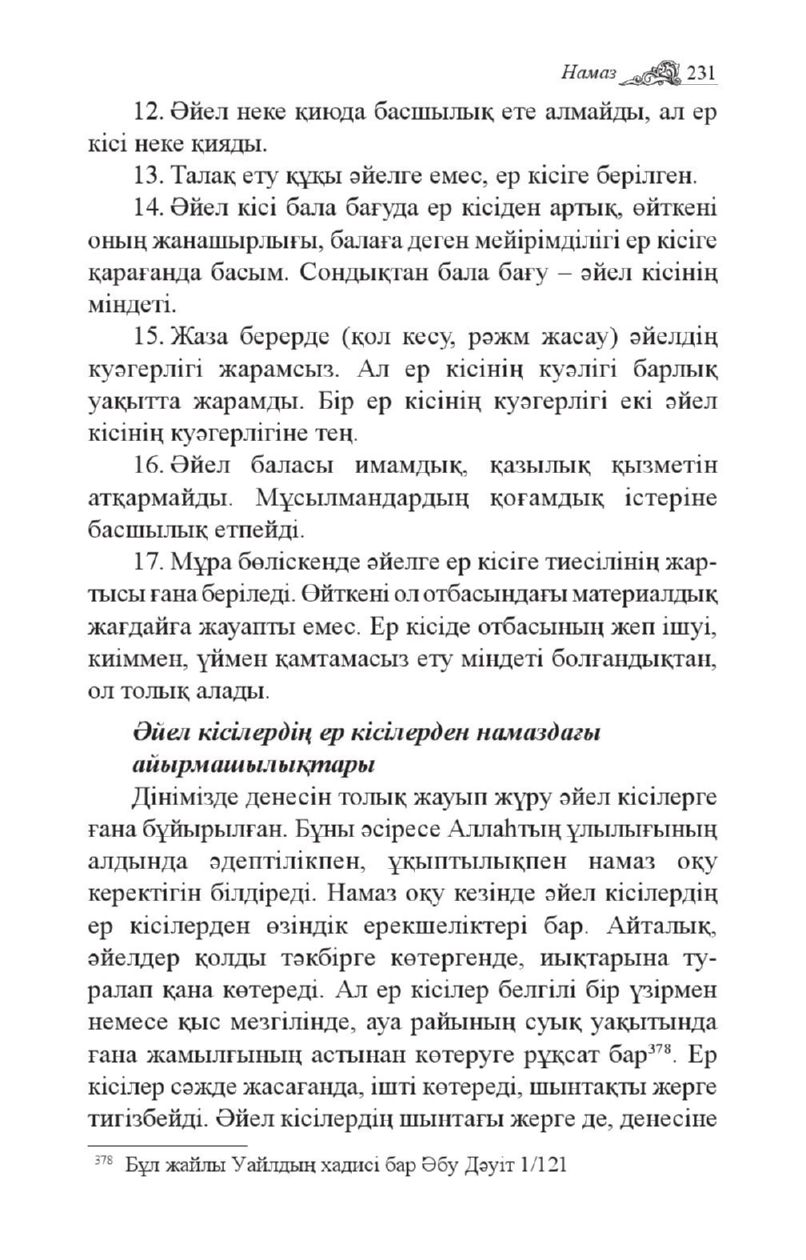 Намаз 231
12. Әйел неке қиюда басшылық ете алмайды, ал ер
кісі неке қияды.
13. Талақ ету құқы әйелге емес, ер кісіге берілген.
14. Әйел кісі бала бағуда ер кісіден артық, өйткені
оның жанашырлығы, балаға деген мейірімділігі ер кісіге
қарағанда басым. Сондықтан бала бағу – әйел кісінің
міндеті.
15. Жаза берерде (қол кесу, рәжм жасау) әйелдің
куәгерлігі жарамсыз. Ал ер кісінің куәлігі барлық
уақытта жарамды. Бір ер кісінің куәгерлігі екі әйел
кісінің куәгерлігіне тең.
16. Әйел баласы имамдық, қазылық қызметін
атқармайды. Мұсылмандардың қоғамдық істеріне
басшылық етпейді.
17. Мұра бөліскенде әйелге ер кісіге тиесілінің жар-
тысы ғана беріледі. Өйткені ол отбасындағы материалдық
жағдайға жауапты емес. Ер кісіде отбасының жеп ішуі,
киіммен, үймен қамтамасыз ету міндеті болғандықтан,
ол толық алады.
Әйел кісілердің ер кісілерден намаздағы
айырмашылықтары
Дінімізде денесін толық жауып жүру әйел кісілерге
ғана бұйырылған. Бұны әсіресе Аллаһтың ұлылығының
алдында әдептілікпен, ұқыптылықпен намаз оқу
керектігін білдіреді. Намаз оқу кезінде әйел кісілердің
ер кісілерден өзіндік ерекшеліктері бар. Айталық,
әйелдер қолды тәкбірге көтергенде, иықтарына ту-
ралап қана көтереді. Ал ер кісілер белгілі бір үзірмен
немесе қыс мезгілінде, ауа райының суық уақытында
ғана жамылғының астынан көтеруге рұқсат бар³⁷⁸. Ер
кісілер сәжде жасағанда, ішті көтереді, шынтақты жерге
тигізбейді. Әйел кісілердің шынтағы жерге де, денесіне
³⁷⁸ Бұл жайлы Уайлдың хадисі бар Әбу Дәуіт 1/121